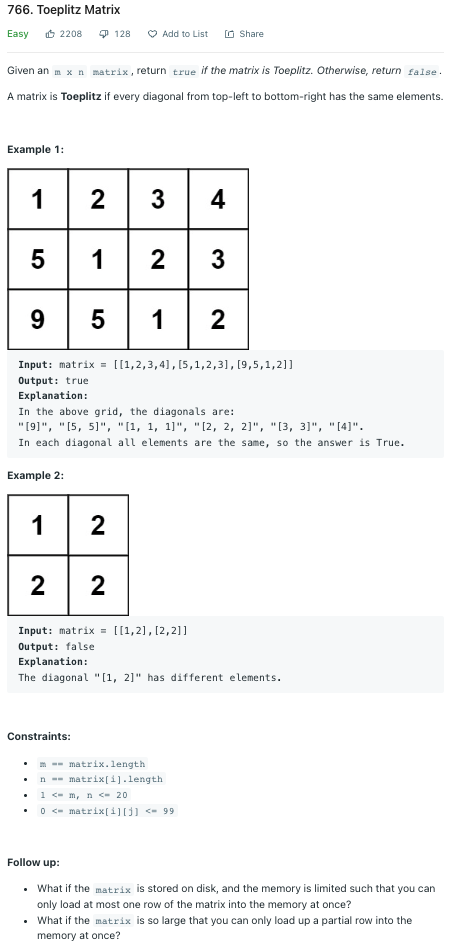 766. Toeplitz Matrix
Easy 2208 128 Add to List Share
Given an m x n matrix, return true if the matrix is Toeplitz. Otherwise, return false.
A matrix is Toeplitz if every diagonal from top-left to bottom-right has the same elements.
Example 1:
1 2 3 4
5 1 2 3
9 5 1 2
Input: matrix = [[1,2,3,4],[5,1,2,3],[9,5,1,2]]
Output: true
Explanation:
In the above grid, the diagonals are:
"[9]", "[5, 5]", "[1, 1, 1]", "[2, 2, 2]", "[3, 3]", "[4]".
In each diagonal all elements are the same, so the answer is True.
Example 2:
1 2
2 2
Input: matrix = [[1,2],[2,2]]
Output: false
Explanation:
The diagonal "[1, 2]" has different elements.
Constraints:
• m == matrix.length
• n == matrix[i].length
• 1 <= m, n <= 20
• 0 <= matrix[i][j] <= 99
Follow up:
• What if the matrix is stored on disk, and the memory is limited such that you can
only load at most one row of the matrix into the memory at once?
• What if the matrix is so large that you can only load up a partial row into the
memory at once?